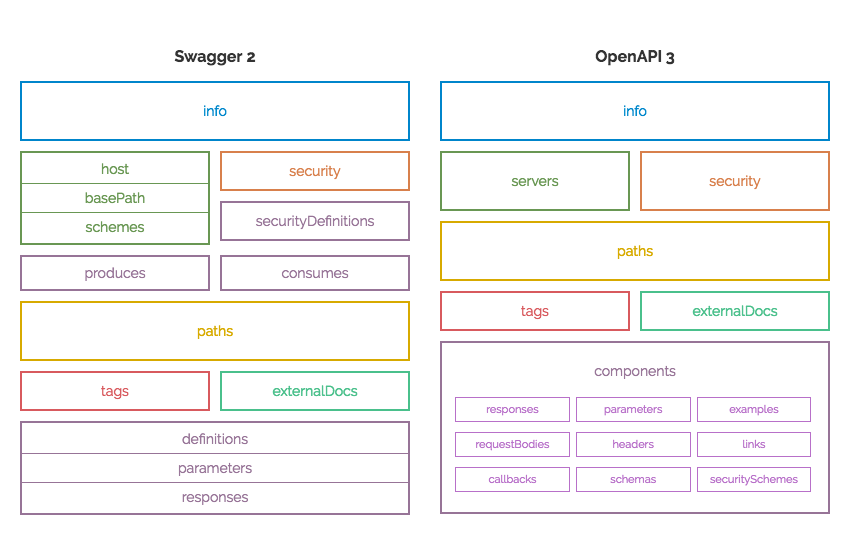 Swagger 2
info
host
basePath
schemes
security
securityDefinitions
produces
consumes
paths
tags
externalDocs
definitions
parameters
responses
OpenAPI 3
info
servers
security
paths
tags
externalDocs
components
responses
parameters
examples
requestBodies
headers
links
callbacks
schemas
securitySchemes